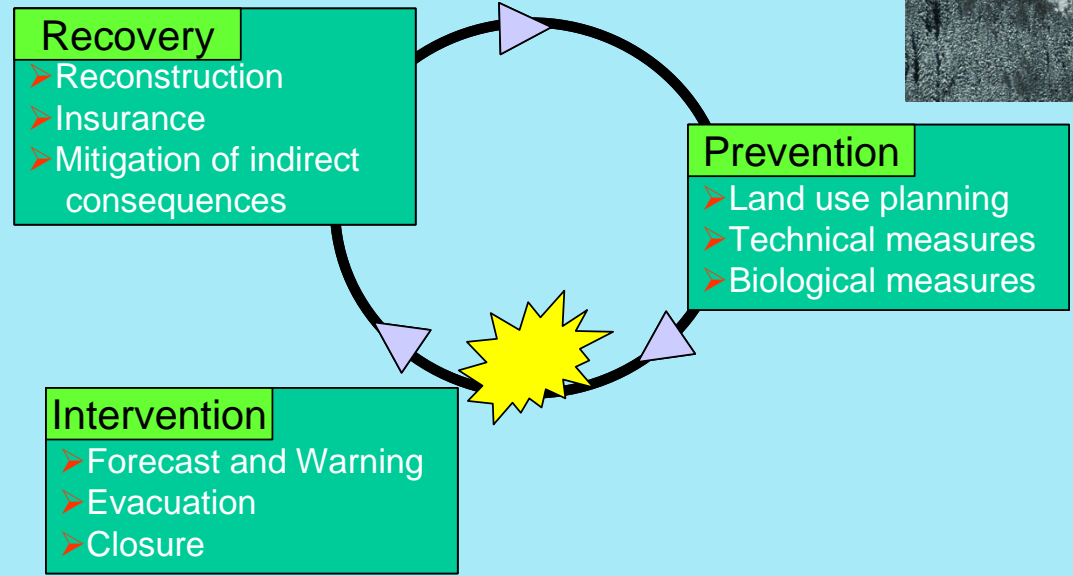 Recovery
Reconstruction
Insurance
Mitigation of indirect
consequences
Prevention
Land use planning
Technical measures
Biological measures
Intervention
Forecast and Warning
Evacuation
Closure